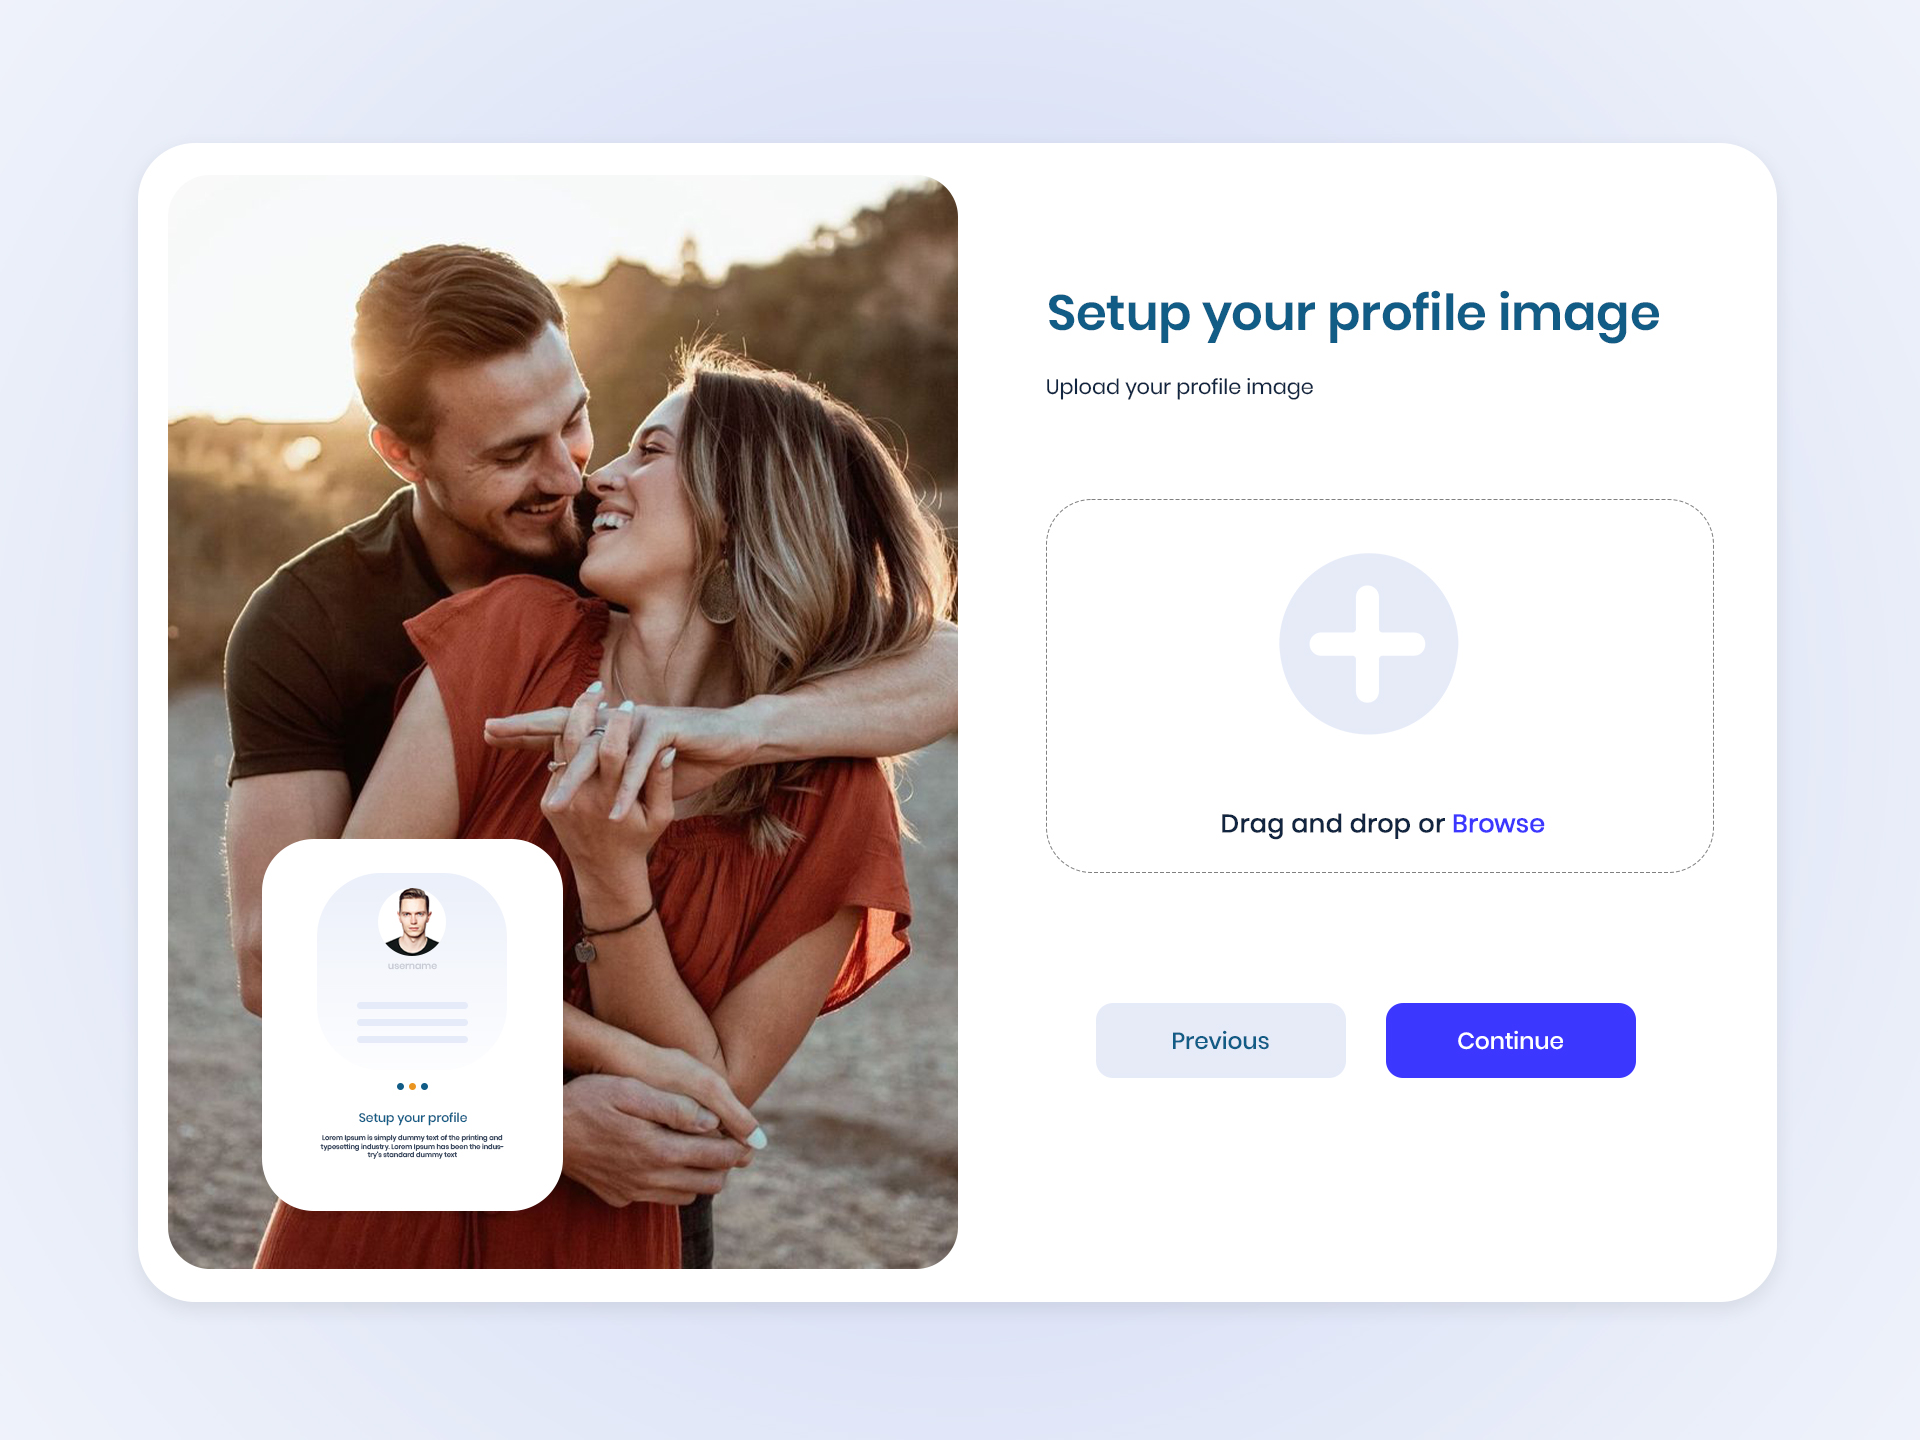 Setup your profile image
Upload your profile image
Drag and drop or Browse
Previous
Continue
username
Setup your profile
Lorem Ipsum is simply dummy text of the printing and
typesetting industry. Lorem Ipsum has been the indus-
try's standard dummy text